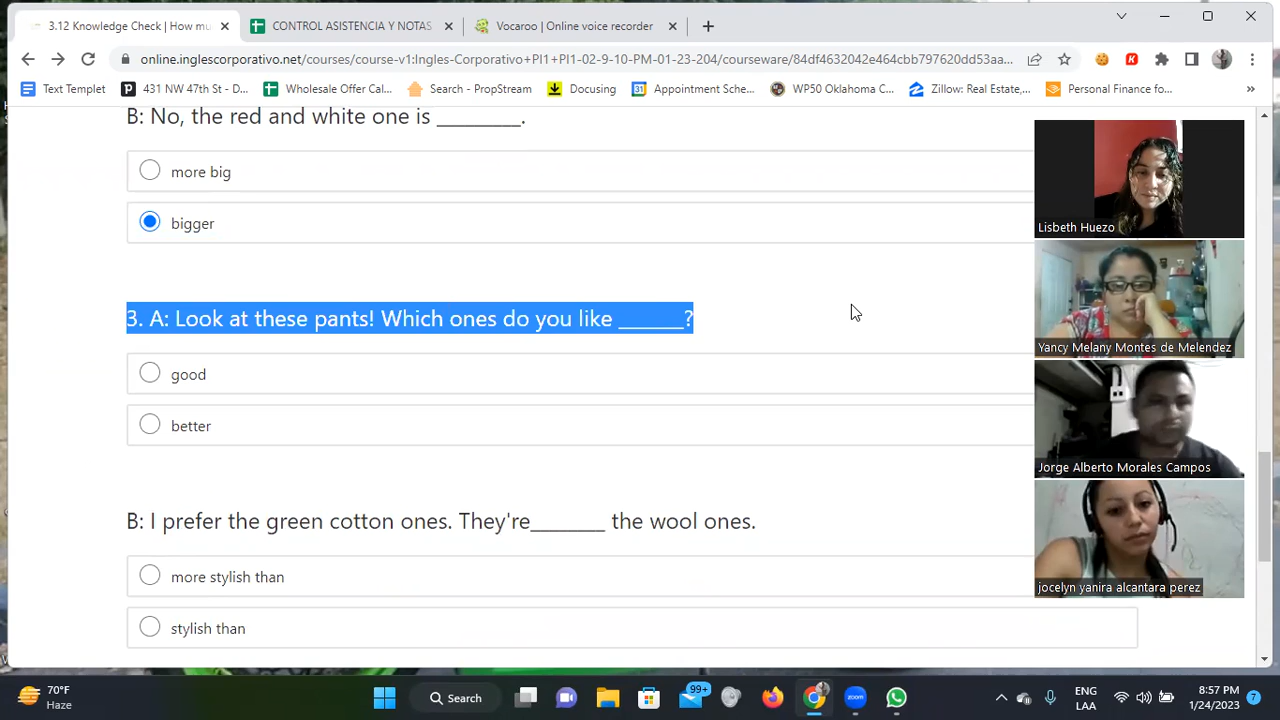 3.12 Knowledge Check | How mu
CONTROL ASISTENCIA Y NOTAS
Vocaroo | Online voice recorder
online.inglescorporativo.net/courses/course-v1:Ingles-Corporativo+PI1+PI1-02-9-10-PM-01-23-204/courseware/84df4632042e464cbb797620dd53aa...
Text Templet
431 NW 47th St - D...
Wholesale Offer Cal...
Search - PropStream
Docusing
Appointment Sche...
WP50 Oklahoma C...
Zillow: Real Estate,...
Personal Finance fo...
B: No, the red and white one is _________.
more big
bigger
3. A: Look at these pants! Which ones do you like _______?
good
better
B: I prefer the green cotton ones. They're________ the wool ones.
more stylish than
stylish than
Lisbeth Huezo
Yancy Melany Montes de Melendez
Jorge Alberto Morales Campos
jocelyn yanira alcantara perez
70°F
Haze
Search
99+
zoom
ENG
LAA
8:57 PM
1/24/2023
7